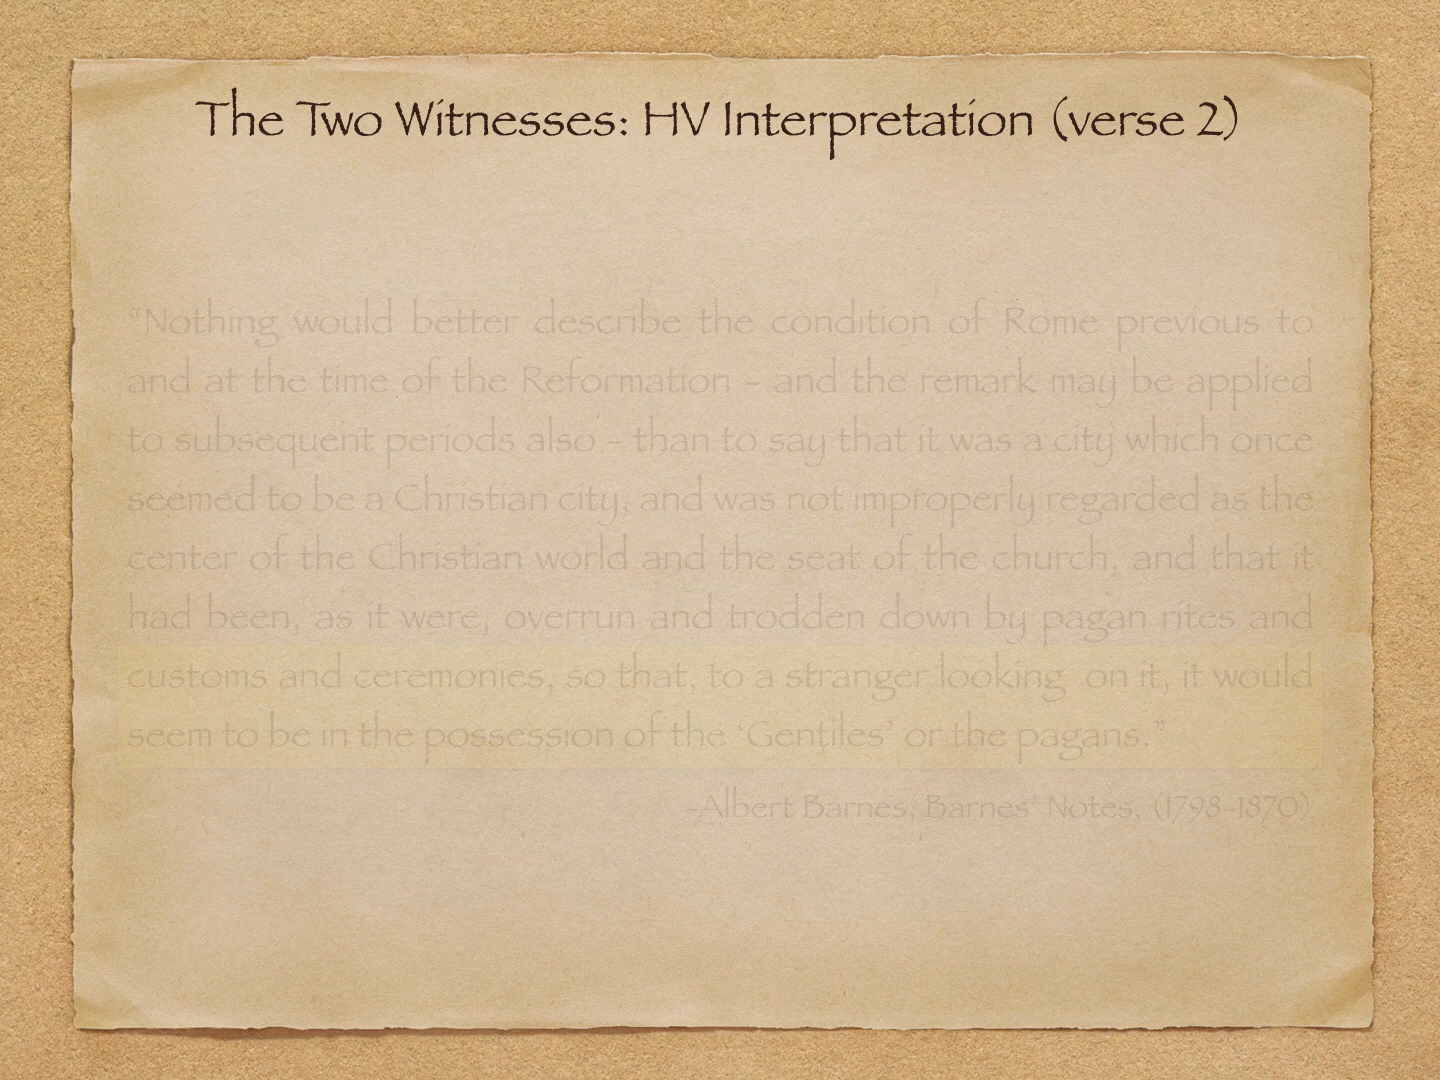 The Two Witnesses: HV Interpretation (verse 2)
“Nothing would better describe the condition of Rome previous to
and at the time of the Reformation - and the remark may be applied
to subsequent periods also - than to say that it was a city which once
seemed to be a Christian city, and was not improperly regarded as the
center of the Christian world and the seat of the church, and that it
had been, as it were, overrun and trodden down by pagan rites and
customs and ceremonies, so that, to a stranger looking  on it, it would
seem to be in the possession of the ‘Gentiles’ or the pagans.”
-Albert Barnes, Barnes’ Notes, (1798-1870)